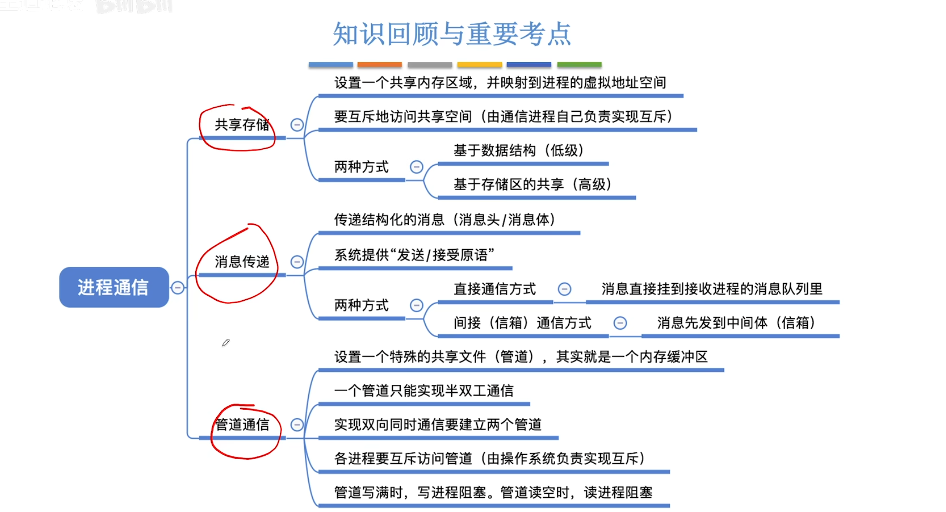 知识回顾与重要考点
设置一个共享内存区域，并映射到进程的虚拟地址空间
共享存储
要互斥地访问共享空间（由通信进程自己负责实现互斥）
两种方式
基于数据结构（低级）
基于存储区的共享（高级）
传递结构化的消息（消息头/消息体）
消息传递
系统提供“发送/接受原语”
进程通信
两种方式
直接通信方式
消息直接挂到接收进程的消息队列里
间接（信箱）通信方式
消息先发到中间体（信箱）
设置一个特殊的共享文件（管道），其实就是一个内存缓冲区
一个管道只能实现半双工通信
管道通信
实现双向同时通信要建立两个管道
各进程要互斥访问管道（由操作系统负责实现互斥）
管道写满时，写进程阻塞。管道读空时，读进程阻塞